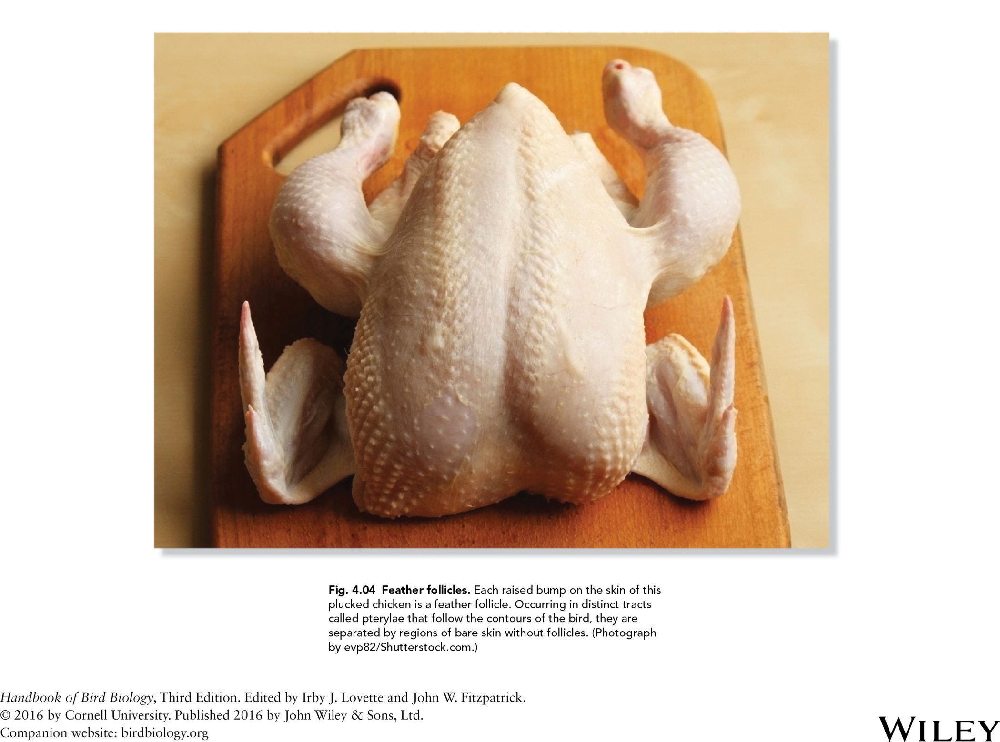 Fig. 4.04 Feather follicles. Each raised bump on the skin of this
plucked chicken is a feather follicle. Occurring in distinct tracts
called pterylae that follow the contours of the bird, they are
separated by regions of bare skin without follicles. (Photograph
by evp82/Shutterstock.com.)
Handbook of Bird Biology, Third Edition. Edited by Irby J. Lovette and John W. Fitzpatrick.
© 2016 by Cornell University. Published 2016 by John Wiley & Sons, Ltd.
Companion website: birdbiology.org
WILEY